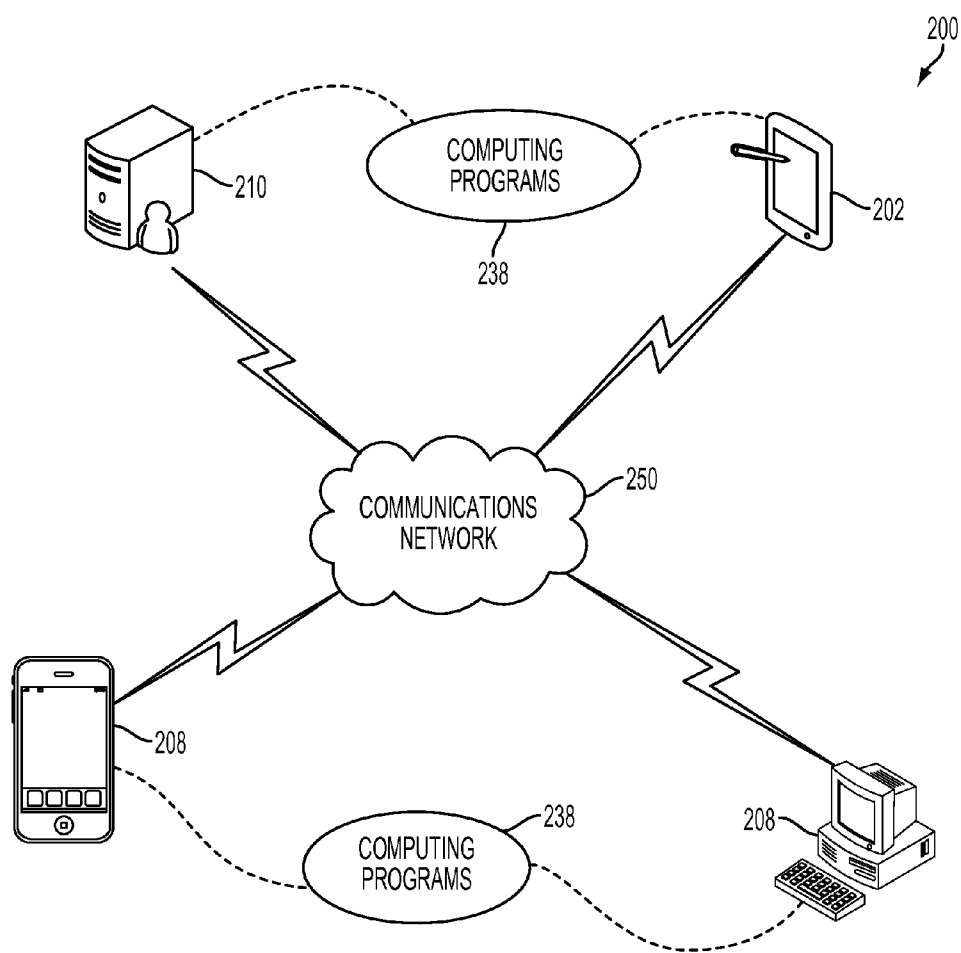 200
COMPUTING
PROGRAMS
210
202
238
250
COMMUNICATIONS
NETWORK
208
238
208
COMPUTING
PROGRAMS